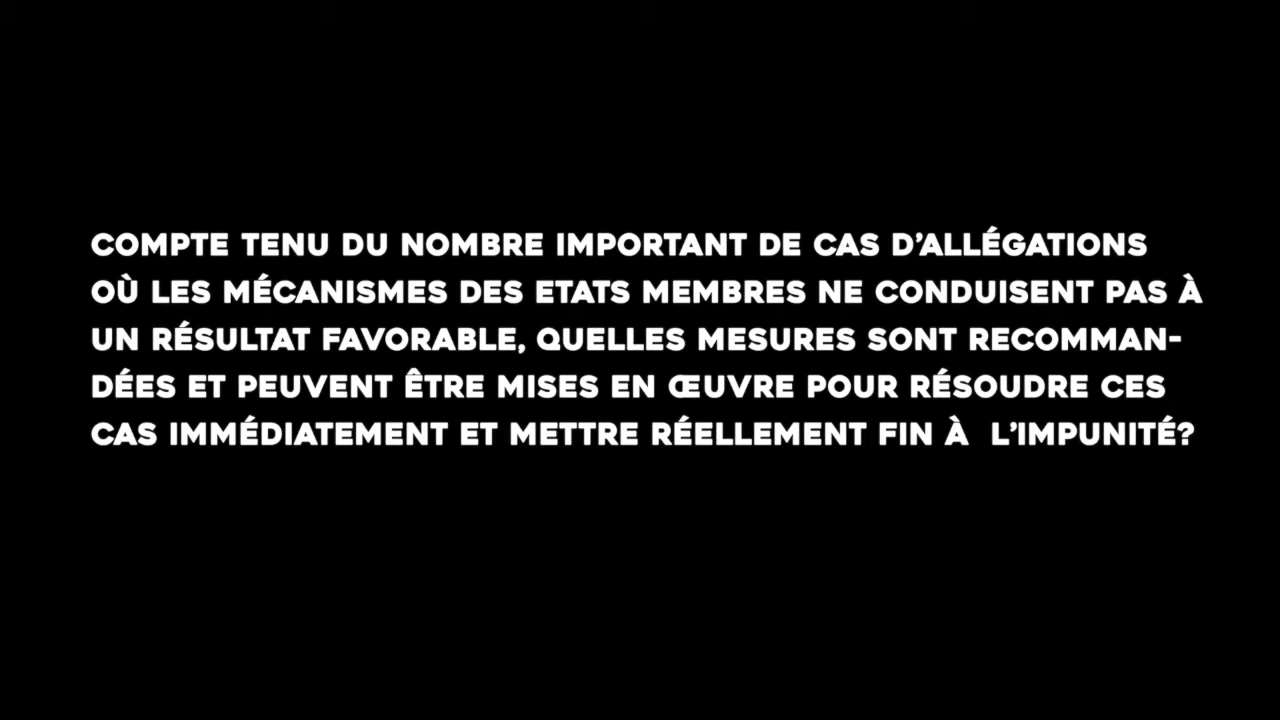 COMPTE TENU DU NOMBRE IMPORTANT DE CAS D’ALLÉGATIONS
OÙ LES MÉCANISMES DES ETATS MEMBRES NE CONDUISENT PAS À
UN RÉSULTAT FAVORABLE, QUELLES MESURES SONT RECOMMAN-
DÉES ET PEUVENT ÊTRE MISES EN ŒUVRE POUR RÉSOUDRE CES
CAS IMMÉDIATEMENT ET METTRE RÉELLEMENT FIN À  L’IMPUNITÉ?